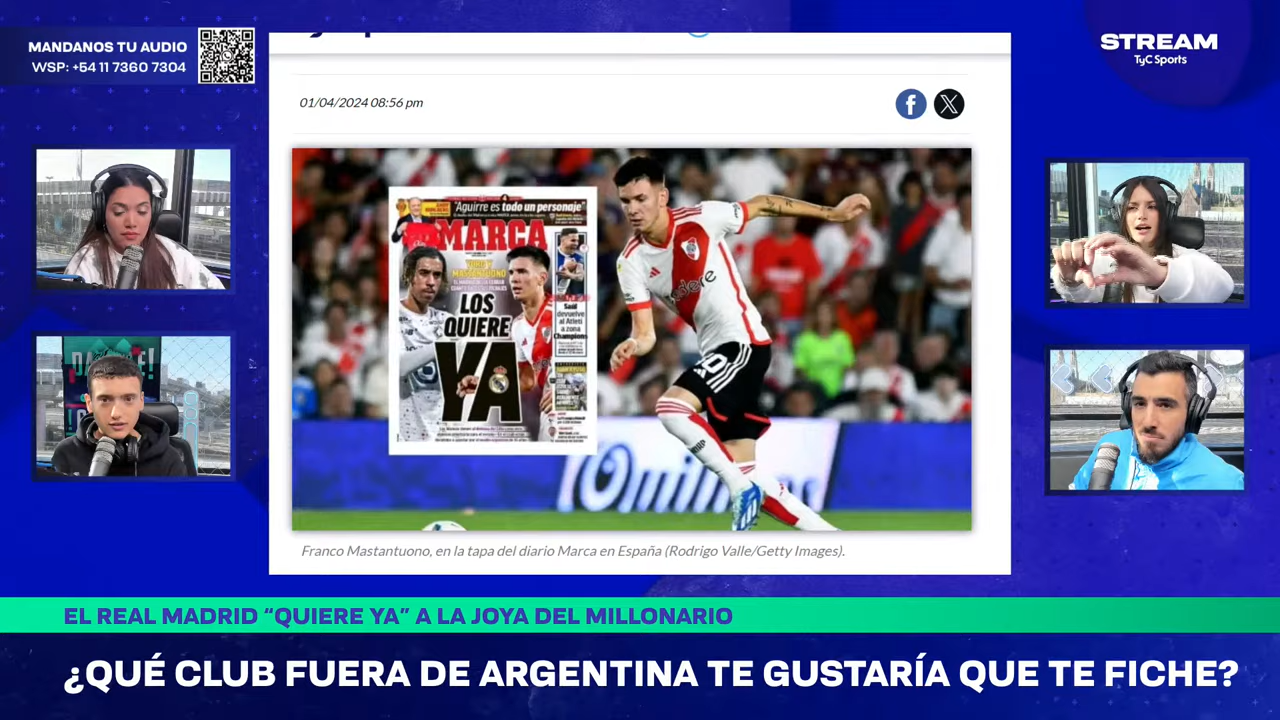 MANDANOS TU AUDIO
WSP: +54 11 7360 7304
STREAM
TyC Sports
01/04/2024 08:56 pm
"Aguirre es todo un personaje"
MARCA
YORO Y
MASTANTUONO
LOS
QUIERE
YA
Saúl
devuelve
al Atleti
a zona
Champions
Franco Mastantuono, en la tapa del diario Marca en España (Rodrigo Valle/Getty Images).
EL REAL MADRID “QUIERE YA” A LA JOYA DEL MILLONARIO
¿QUÉ CLUB FUERA DE ARGENTINA TE GUSTARÍA QUE TE FICHE?